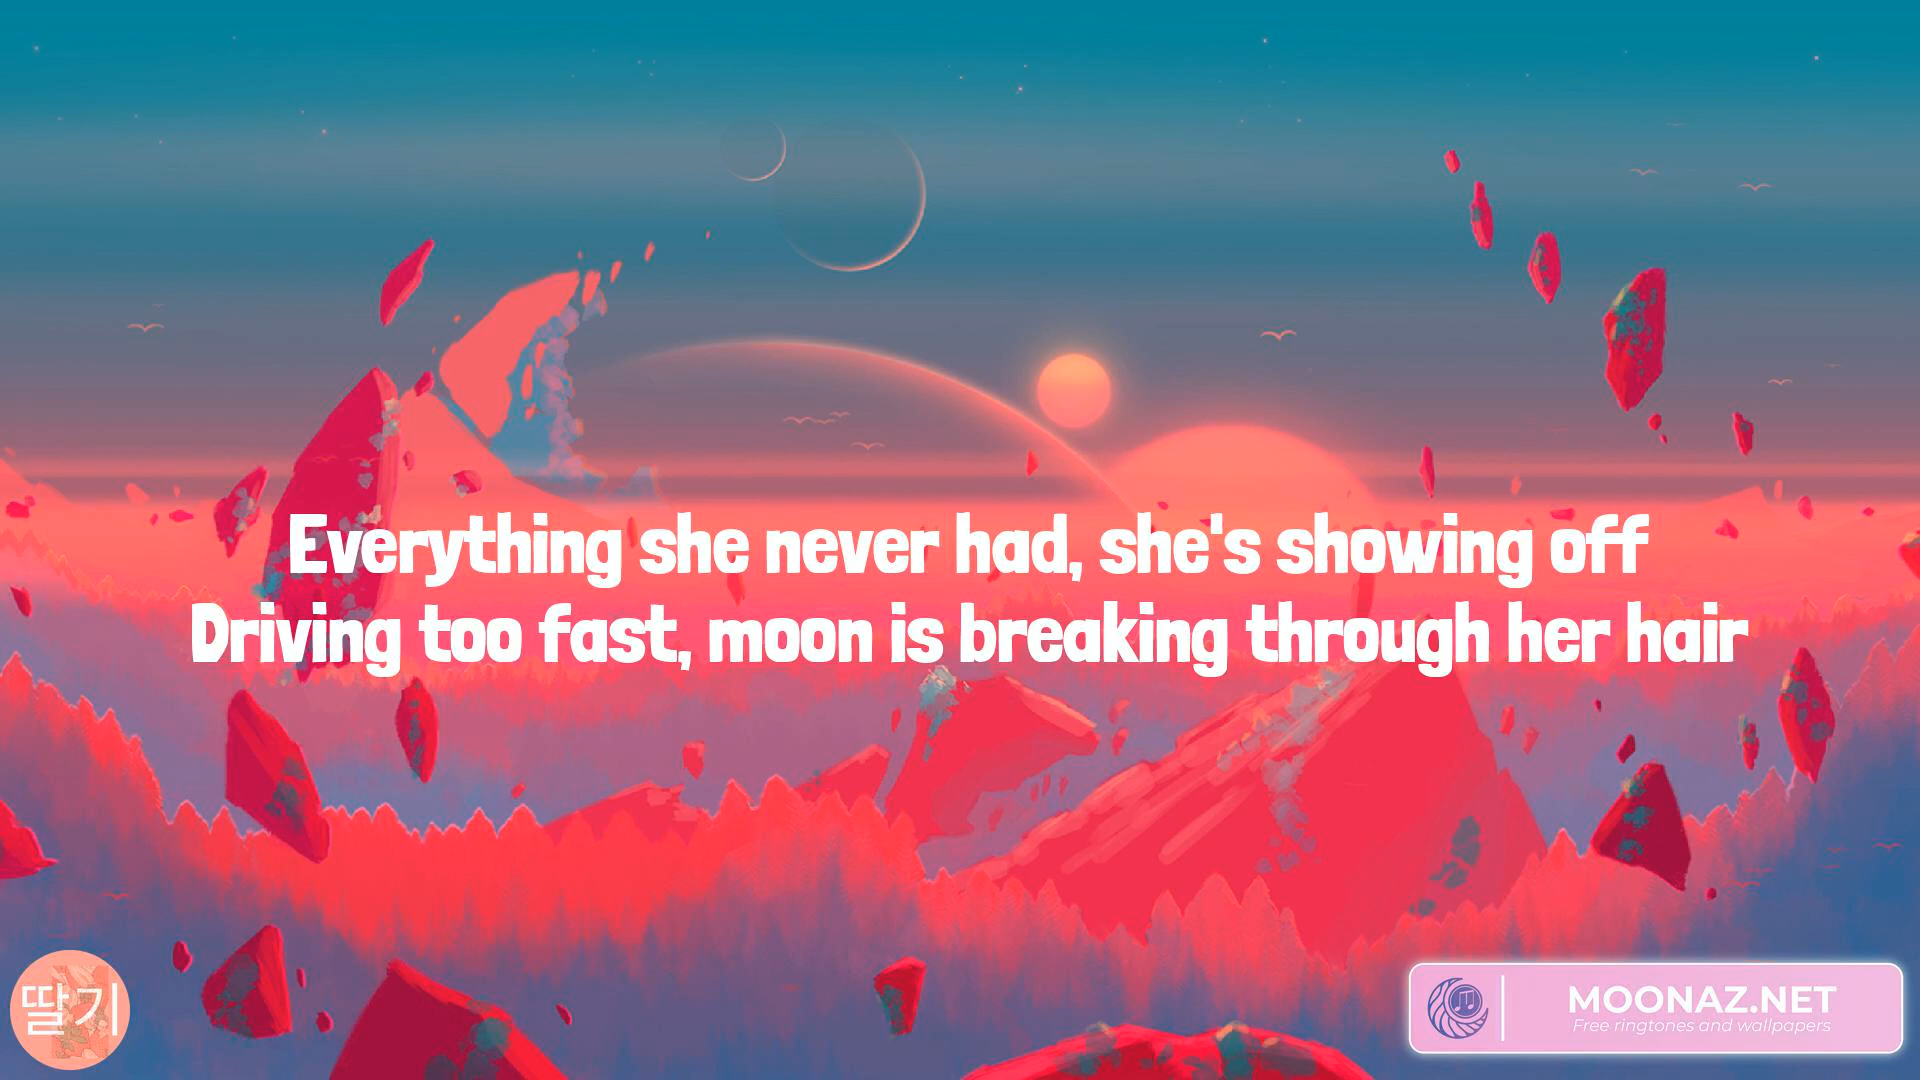 Everything she never had, she's showing off
Driving too fast, moon is breaking through her hair
딸기
MOONAZ.NET
Free ringtones and wallpapers